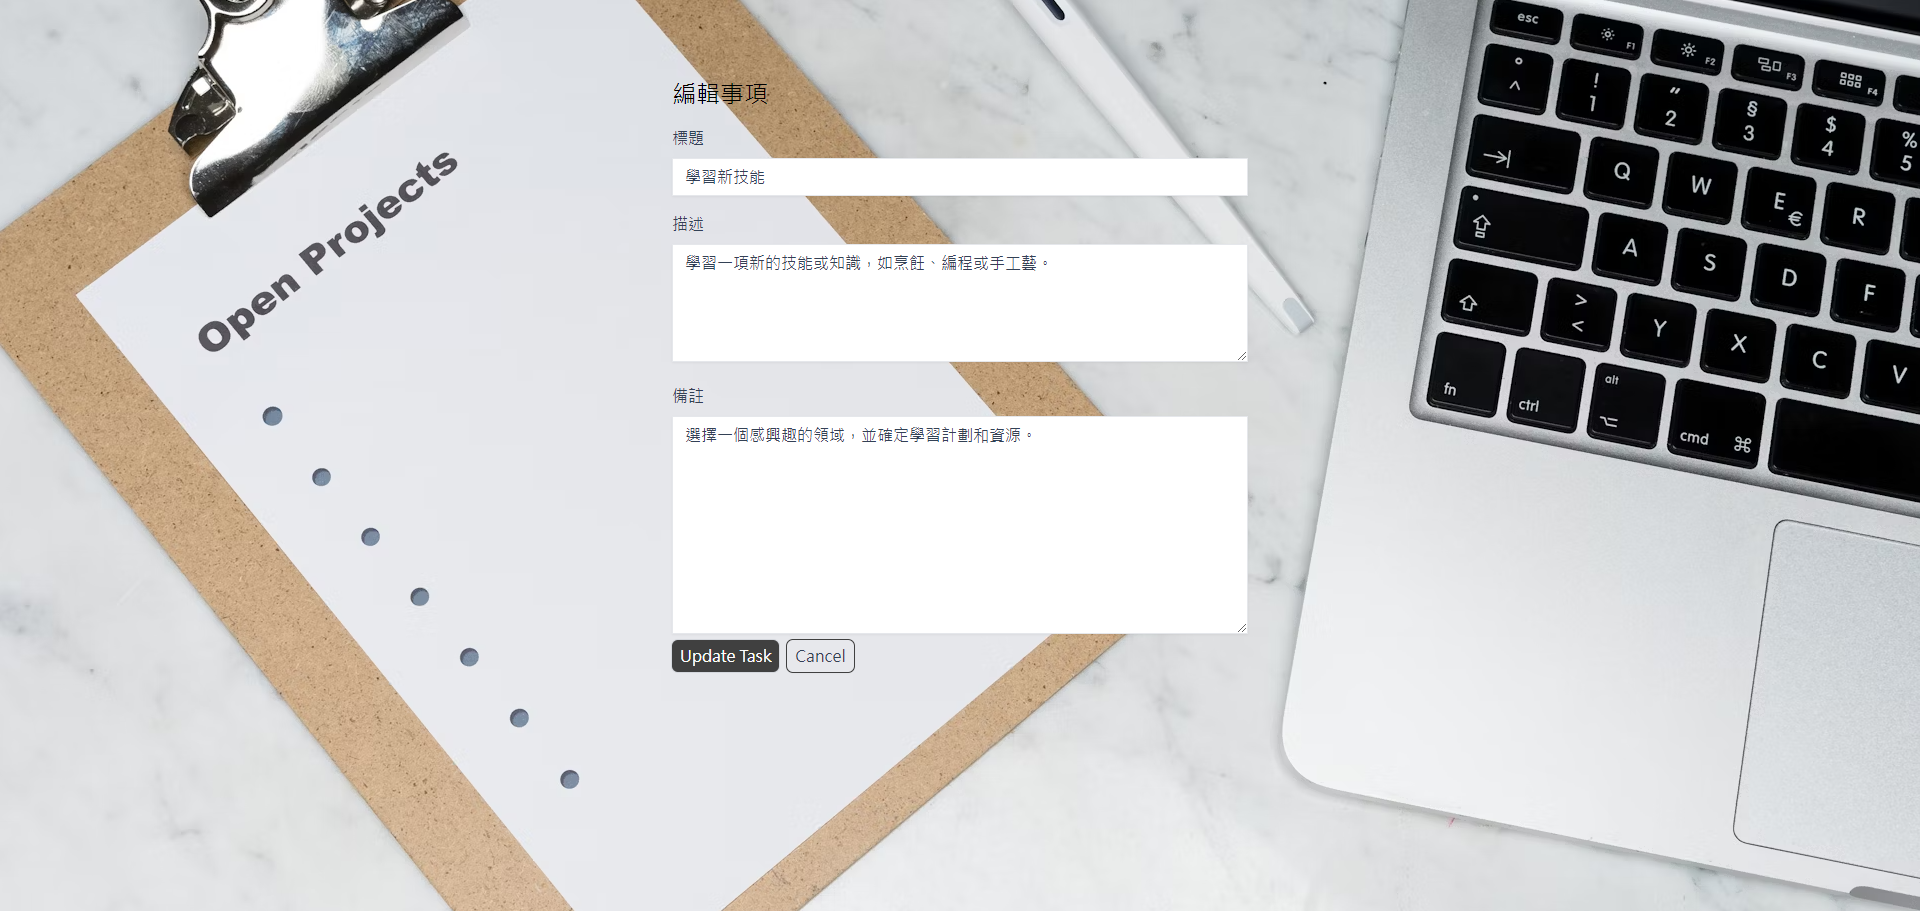 編輯事項
標題
學習新技能
描述
學習一項新的技能或知識，如烹飪、編程或手工藝。
備註
選擇一個感興趣的領域，並確定學習計劃和資源。
Update Task Cancel
Open Projects
esc F1 F2 F3 F4
° ^ ! 1 “ 2 § 3 $ 4 % 5
Q W E € R
A S D F
> < Y X C V
fn ctrl alt cmd ⌘